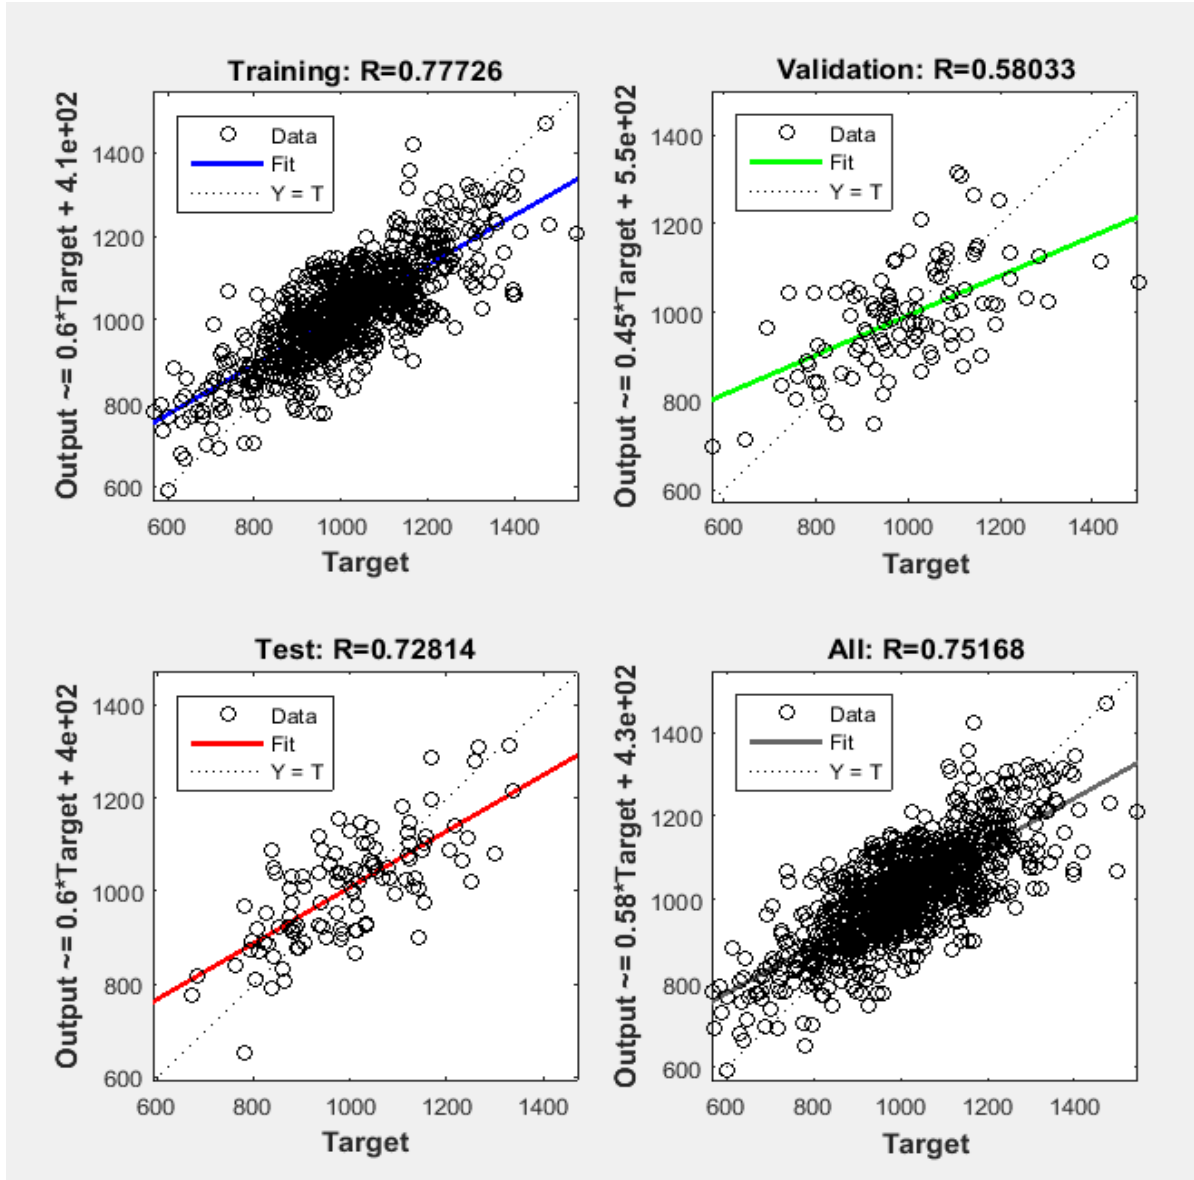 Training: R=0.77726
Output ~= 0.6*Target + 4.1e+02
Data
Fit
Y = T
1400
1200
1000
800
600
600 800 1000 1200 1400
Target
Validation: R=0.58033
Output ~= 0.45*Target + 5.5e+02
Data
Fit
Y = T
1400
1200
1000
800
600
600 800 1000 1200 1400
Target
Test: R=0.72814
Output ~= 0.6*Target + 4e+02
Data
Fit
Y = T
1400
1200
1000
800
600
600 800 1000 1200 1400
Target
All: R=0.75168
Output ~= 0.58*Target + 4.3e+02
Data
Fit
Y = T
1400
1200
1000
800
600
600 800 1000 1200 1400
Target